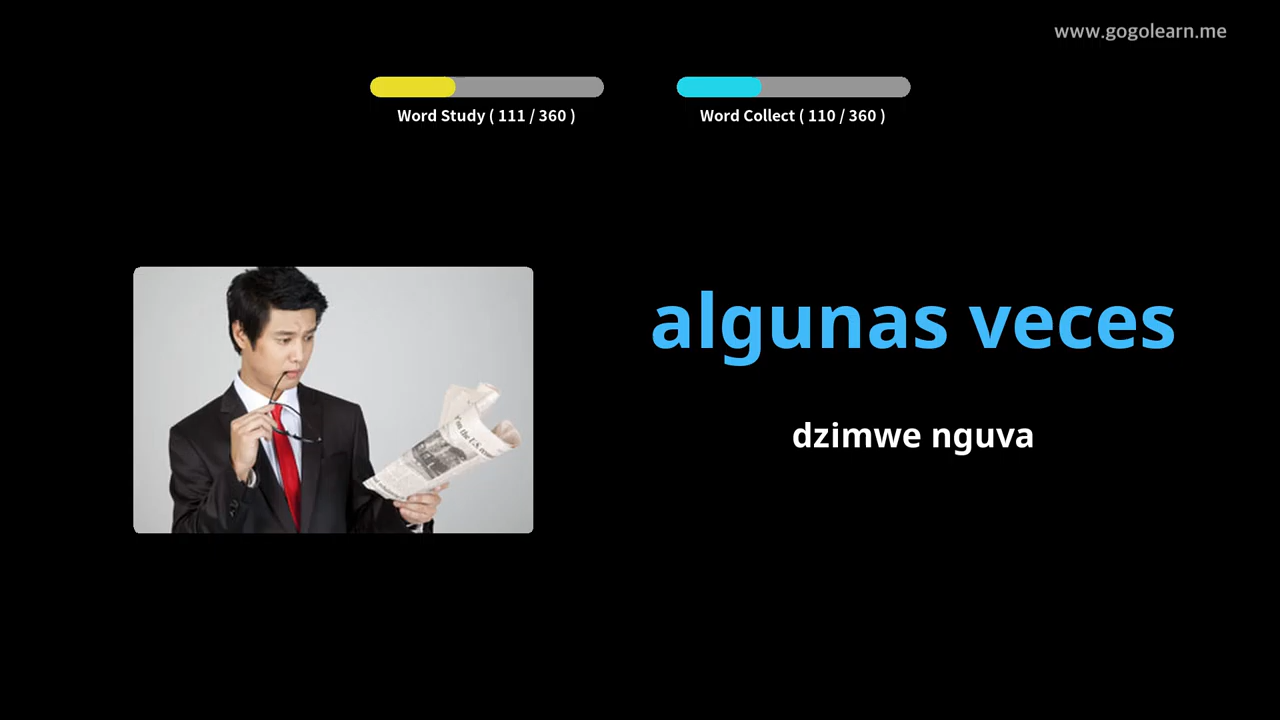 www.gogolearn.me
Word Study ( 111 / 360 )
Word Collect ( 110 / 360 )
algunas veces
dzimwe nguva